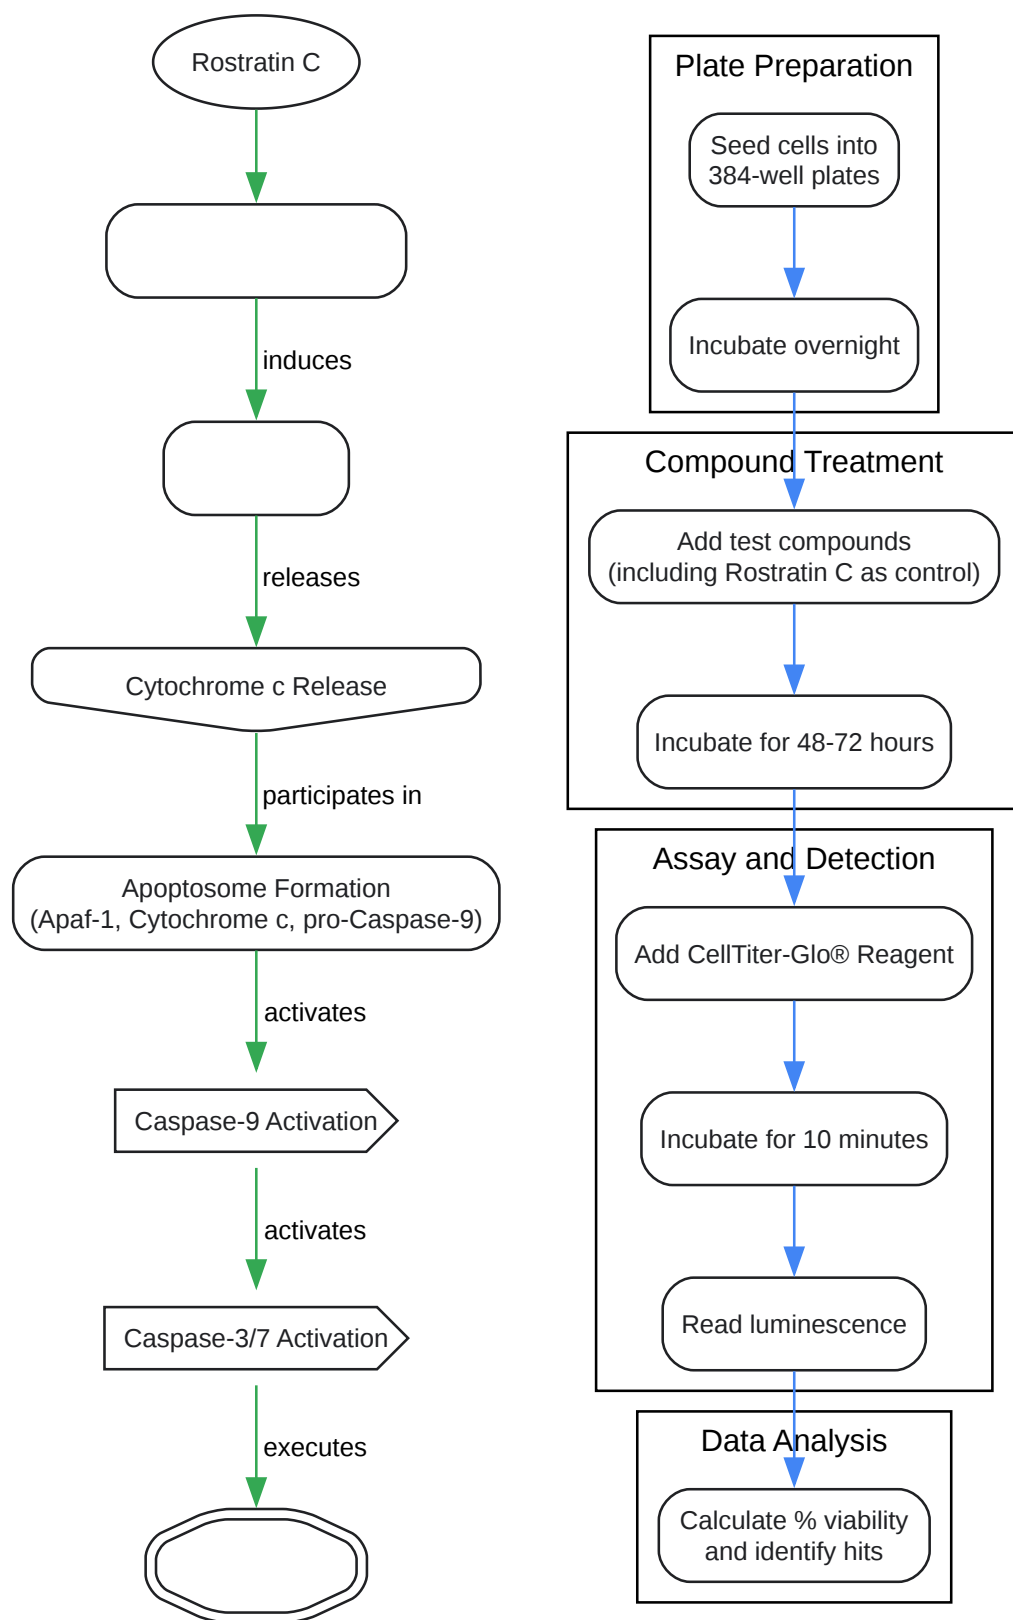 Rostratin C
induces
releases
Cytochrome c Release
participates in
Apoptosome Formation
(Apaf-1, Cytochrome c, pro-Caspase-9)
activates
Caspase-9 Activation
activates
Caspase-3/7 Activation
executes
Plate Preparation
Seed cells into
384-well plates
Incubate overnight
Compound Treatment
Add test compounds
(including Rostratin C as control)
Incubate for 48-72 hours
Assay and Detection
Add CellTiter-Glo® Reagent
Incubate for 10 minutes
Read luminescence
Data Analysis
Calculate % viability
and identify hits